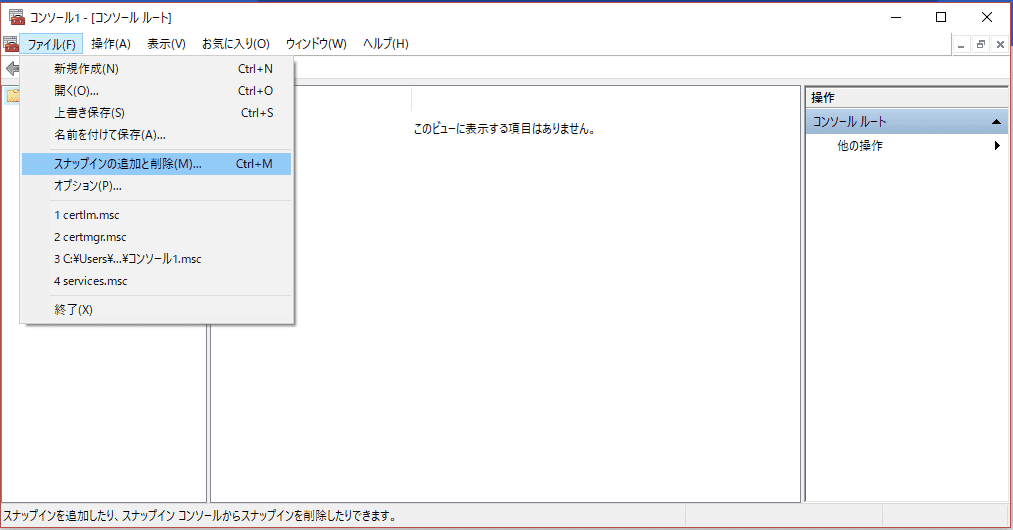 コンソール1 - [コンソール ルート]
ファイル(F) 操作(A) 表示(V) お気に入り(O) ウィンドウ(W) ヘルプ(H)
新規作成(N) Ctrl+N
開く(O)... Ctrl+O
上書き保存(S) Ctrl+S
名前を付けて保存(A)...
スナップインの追加と削除(M)... Ctrl+M
オプション(P)...
1 certlm.msc
2 certmgr.msc
3 C:¥Users¥...¥コンソール1.msc
4 services.msc
終了(X)
このビューに表示する項目はありません。
操作
コンソール ルート
他の操作
スナップインを追加したり、スナップイン コンソールからスナップインを削除したりできます。